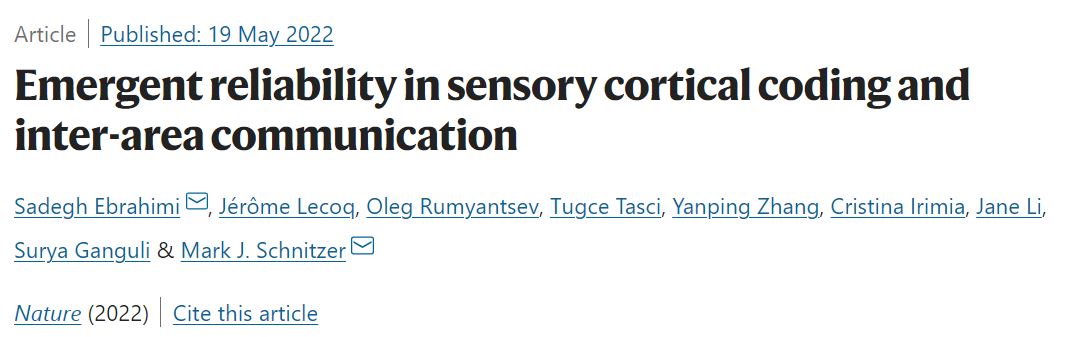 Article | Published: 19 May 2022
Emergent reliability in sensory cortical coding and
inter-area communication
Sadegh Ebrahimi, Jérôme Lecoq, Oleg Rumyantsev, Tugce Tasci, Yanping Zhang, Cristina Irimia, Jane Li,
Surya Ganguli & Mark J. Schnitzer
Nature (2022) | Cite this article